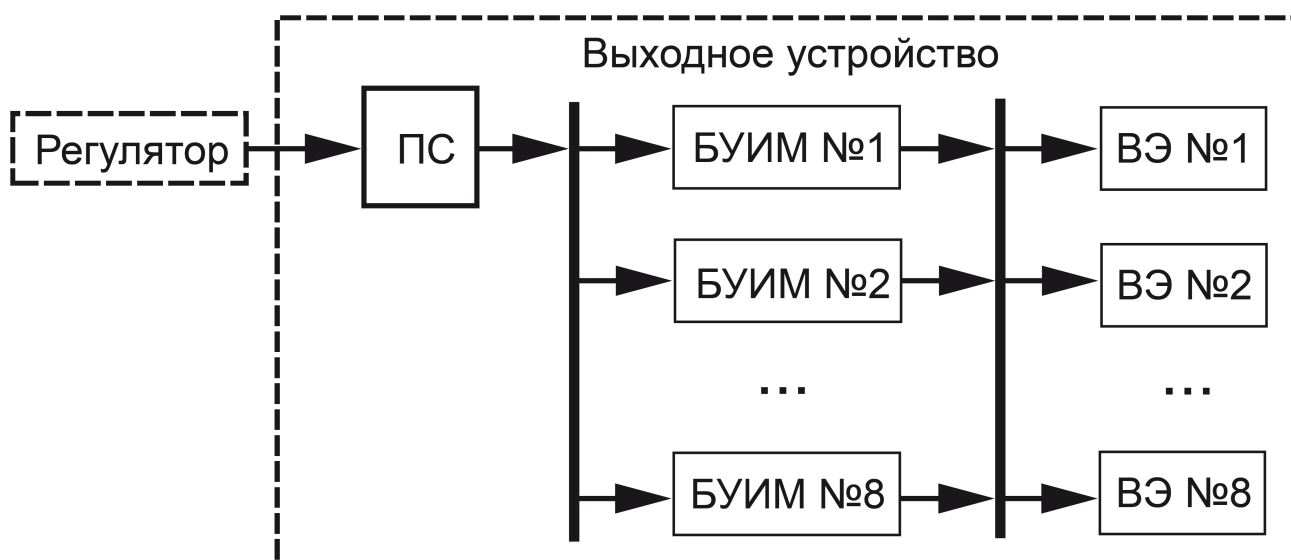 Выходное устройство
Регулятор
ПС
БУИМ №1
ВЭ №1
БУИМ №2
ВЭ №2
... ...
БУИМ №8
ВЭ №8